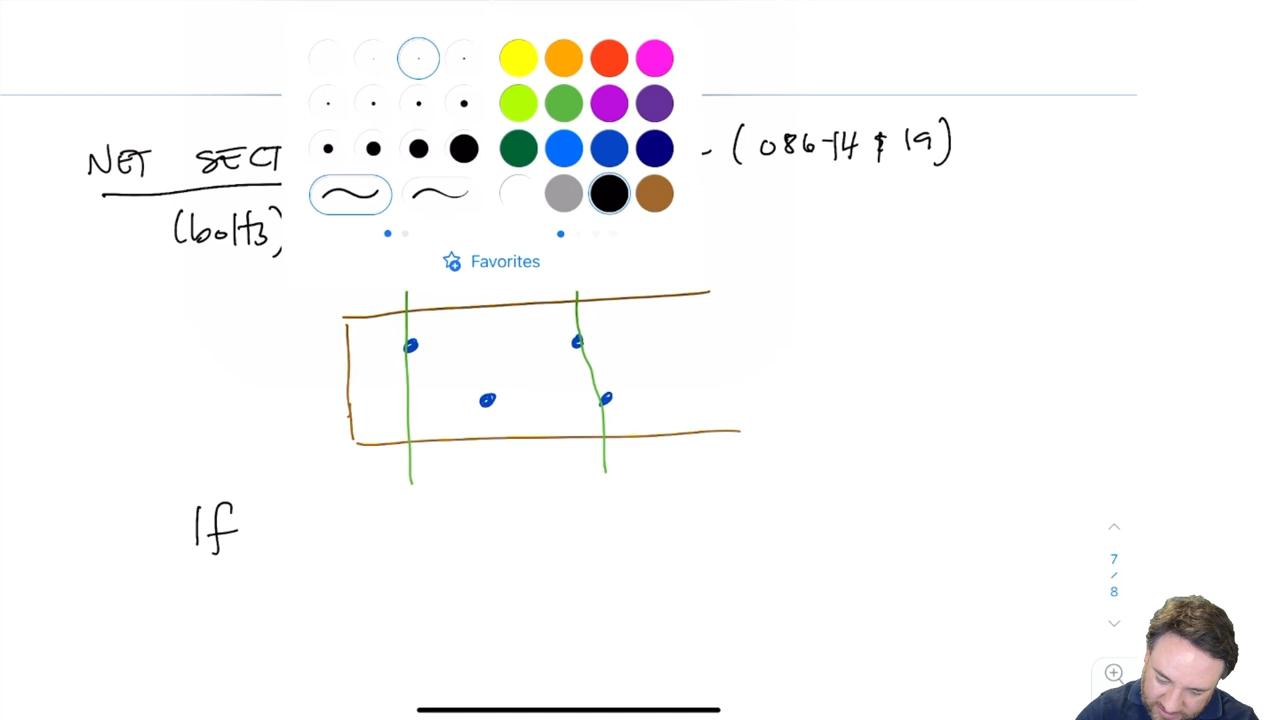 NET SECT - (086-14 & 19)
(bolts)
Favorites
If
7
/
8